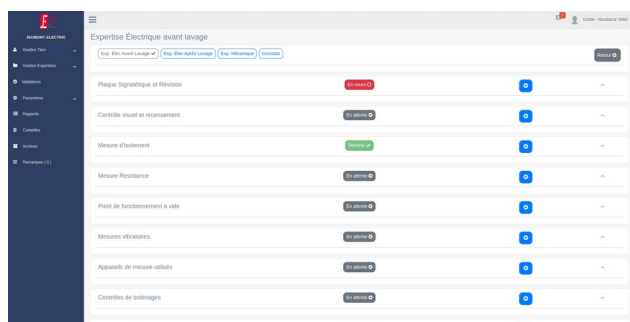 JEUMONT ELECTRIC
Gestion Tiers
Gestion Expertises
Validations
Paramètres
Rapports
Corbeilles
Archives
Remarques ( 0 )
Expertise Électrique avant lavage
Exp. Elec Avant Lavage
Exp. Elec Après Lavage
Exp. Mécanique
Constats
Retour
Plaque Signalétique et Révision
En cours
Contrôle visuel et recensement
En attente
Mesure d'isolement
Terminé
Mesure Resistance
En attente
Point de fonctionnement à vide
En attente
Mesures vibratoires
En attente
Appareils de mesure utilisés
En attente
Contrôles de bobinages
En attente